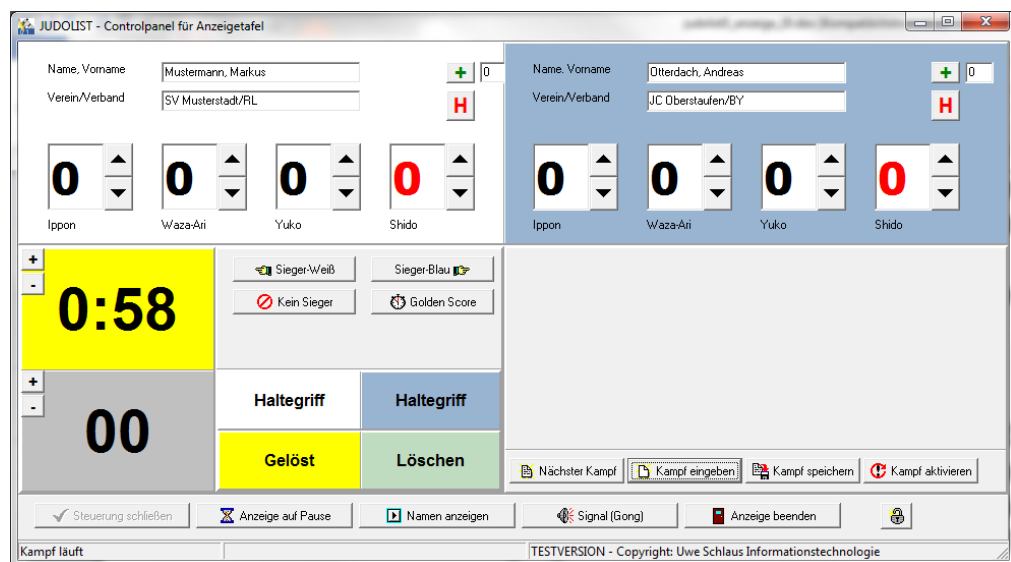 JUDOLIST - Controlpanel für Anzeigetafel
Name, Vorname
Mustermann, Markus
+
0
Verein/Verband
SV Musterstadt/RL
H
0
0
0
0
Ippon
Waza-Ari
Yuko
Shido
Name. Vorname
Otterdach, Andreas
+
0
Verein/Verband
JC Oberstaufen/BY
H
0
0
0
0
Ippon
Waza-Ari
Yuko
Shido
+
-
0:58
Sieger-Weiß
Sieger-Blau
Kein Sieger
Golden Score
+
-
00
Haltegriff
Haltegriff
Gelöst
Löschen
Nächster Kampf
Kampf eingeben
Kampf speichern
Kampf aktivieren
Steuerung schließen
Anzeige auf Pause
Namen anzeigen
Signal (Gong)
Anzeige beenden
Kampf läuft
TESTVERSION - Copyright: Uwe Schlaus Informationstechnologie